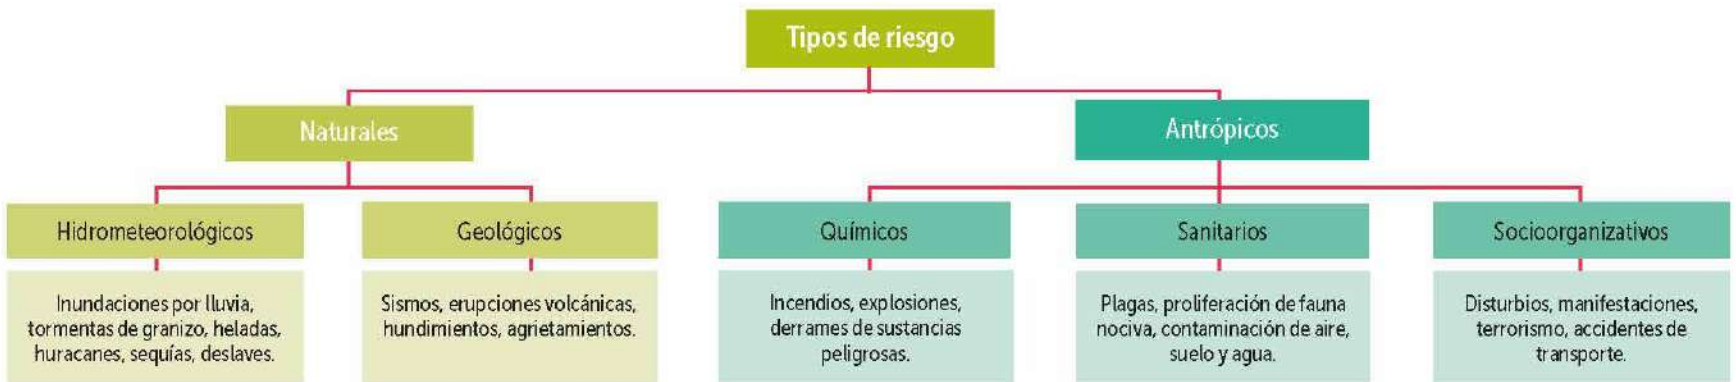 Tipos de riesgo
Naturales
Antrópicos
Hidrometeorológicos
Geológicos
Químicos
Sanitarios
Socioorganizativos
Inundaciones por lluvia,
tormentas de granizo, heladas,
huracanes, sequías, deslaves.
Sismos, erupciones volcánicas,
hundimientos, agrietamientos.
Incendios, explosiones,
derrames de sustancias
peligrosas.
Plagas, proliferación de fauna
nociva, contaminación de aire,
suelo y agua.
Disturbios, manifestaciones,
terrorismo, accidentes de
transporte.